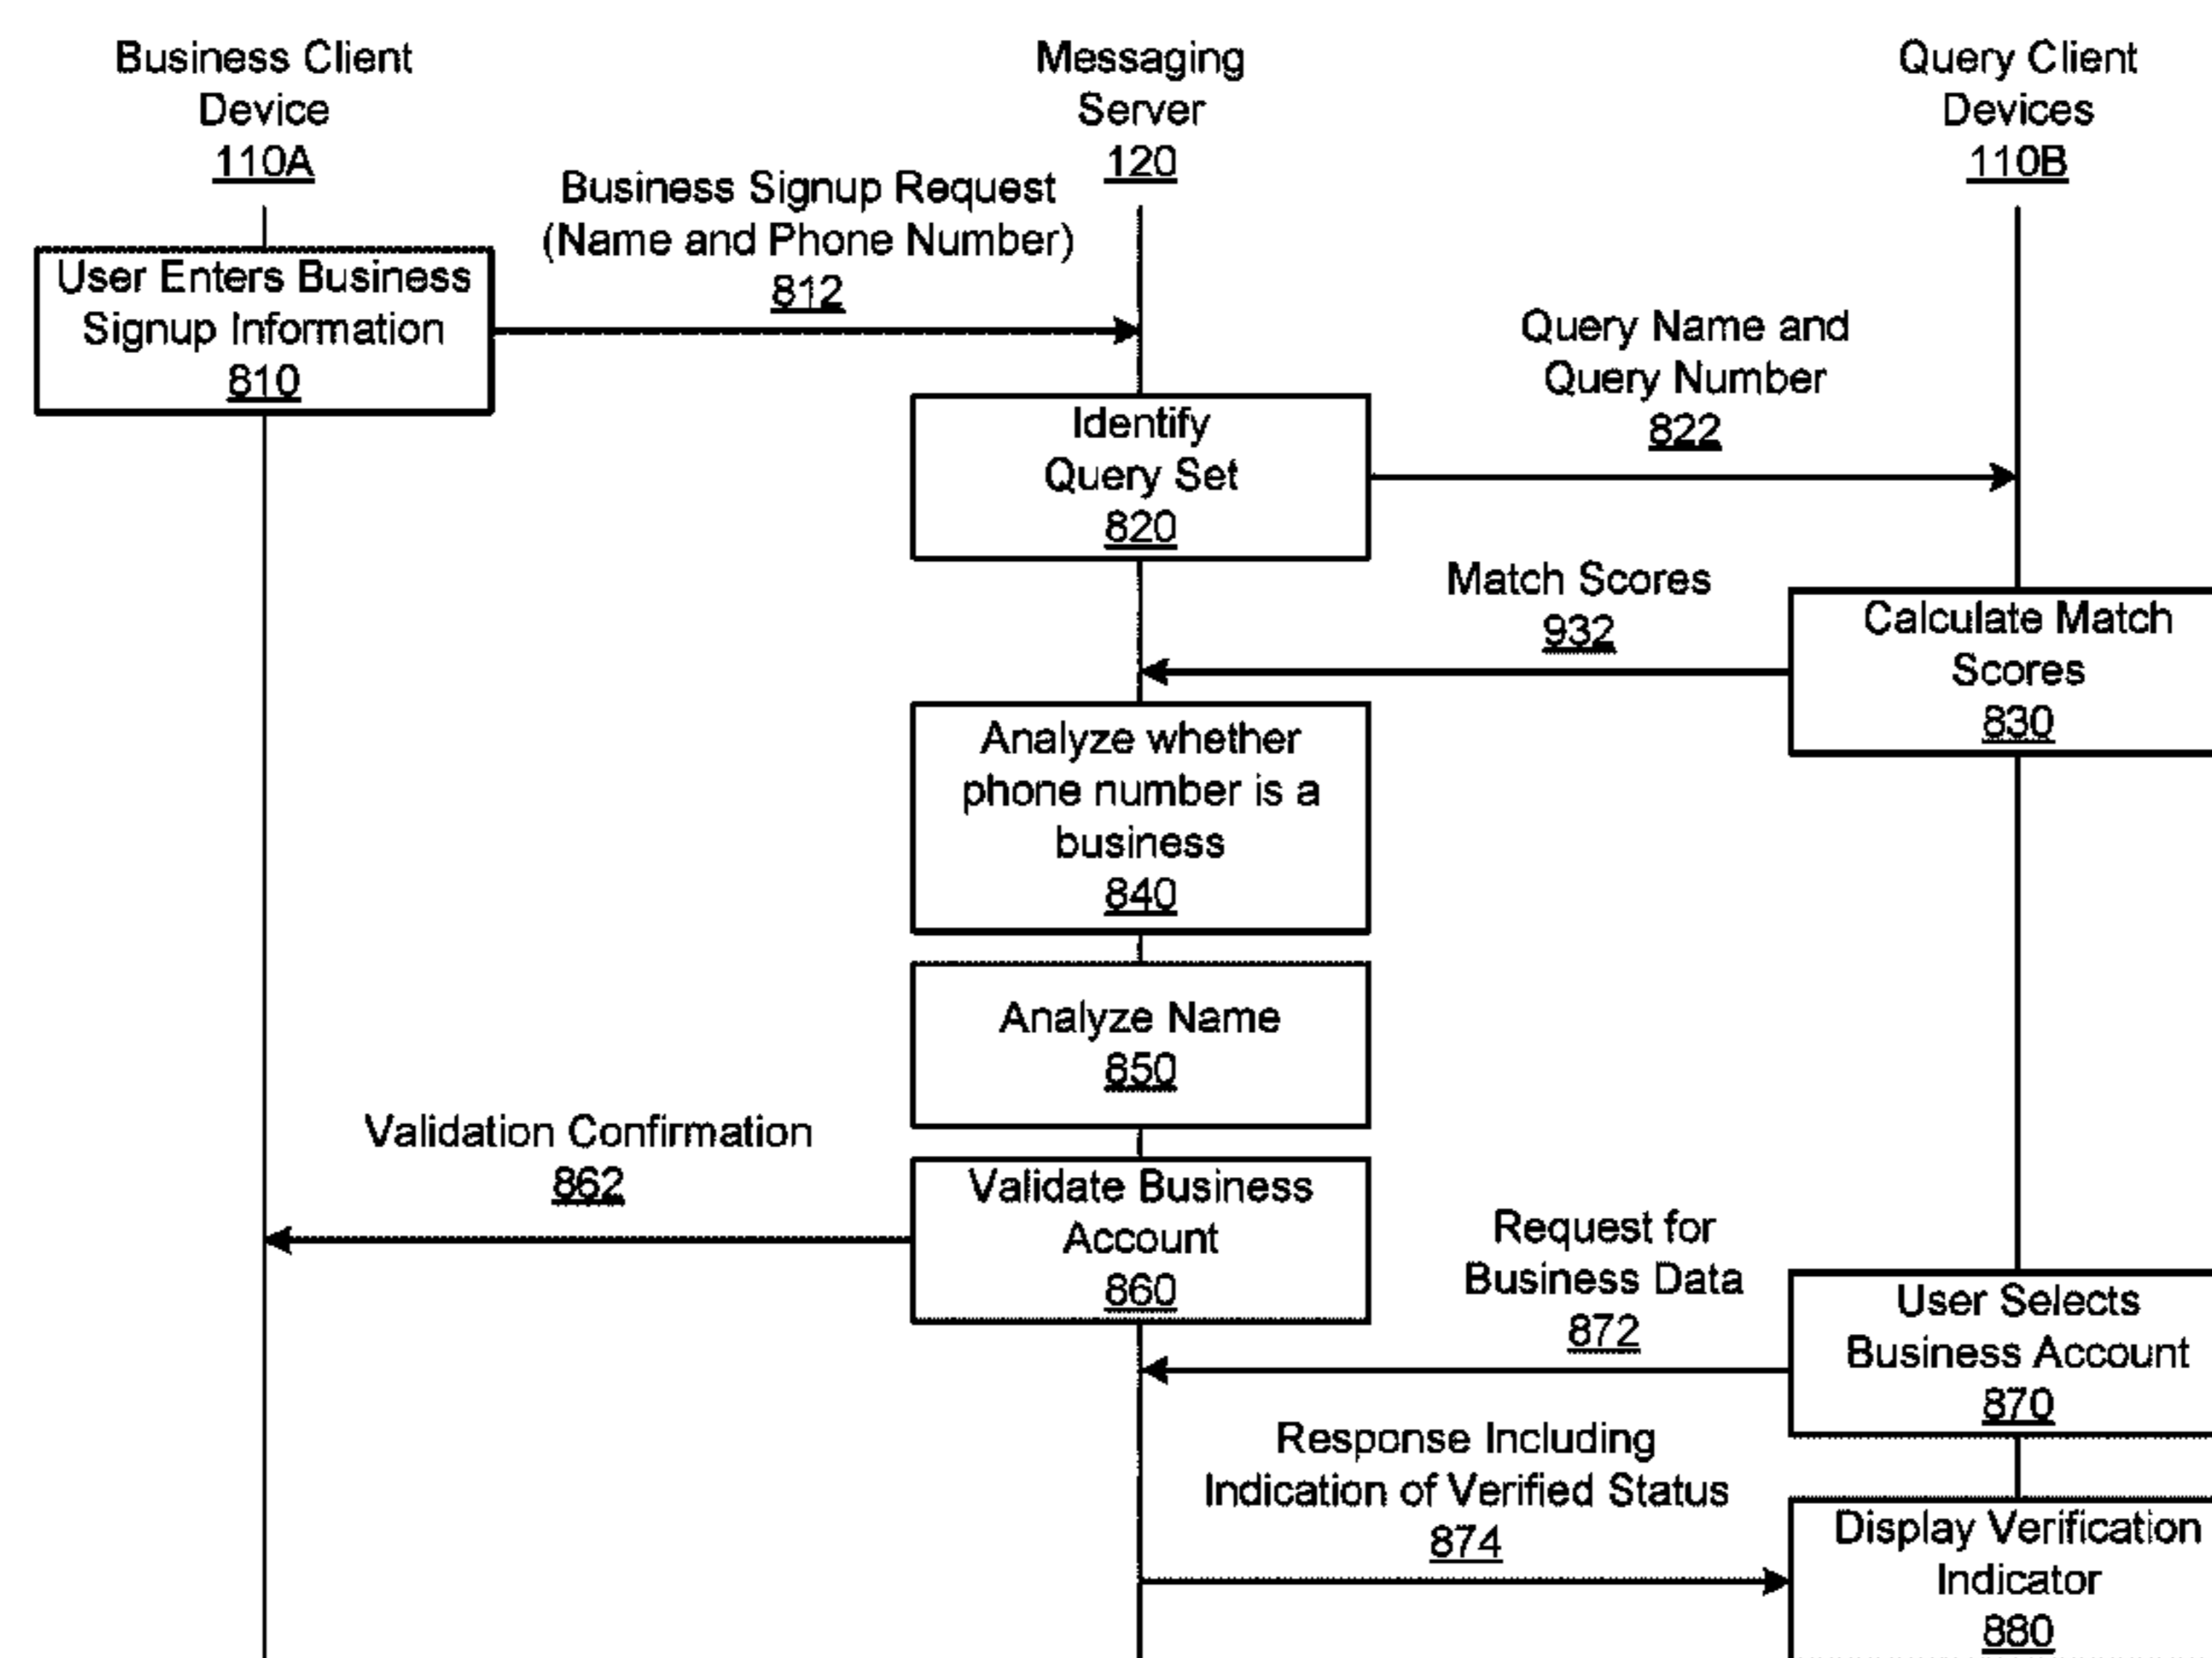 Business Client
Device
110A
Messaging
Server
120
Query Client
Devices
110B
Business Signup Request
(Name and Phone Number)
812
User Enters Business
Signup Information
810
Query Name and
Query Number
822
Identify
Query Set
820
Match Scores
932
Calculate Match
Scores
830
Analyze whether
phone number is a
business
840
Analyze Name
850
Validation Confirmation
862
Validate Business
Account
860
Request for
Business Data
872
User Selects
Business Account
870
Response Including
Indication of Verified Status
874
Display Verification
Indicator
880